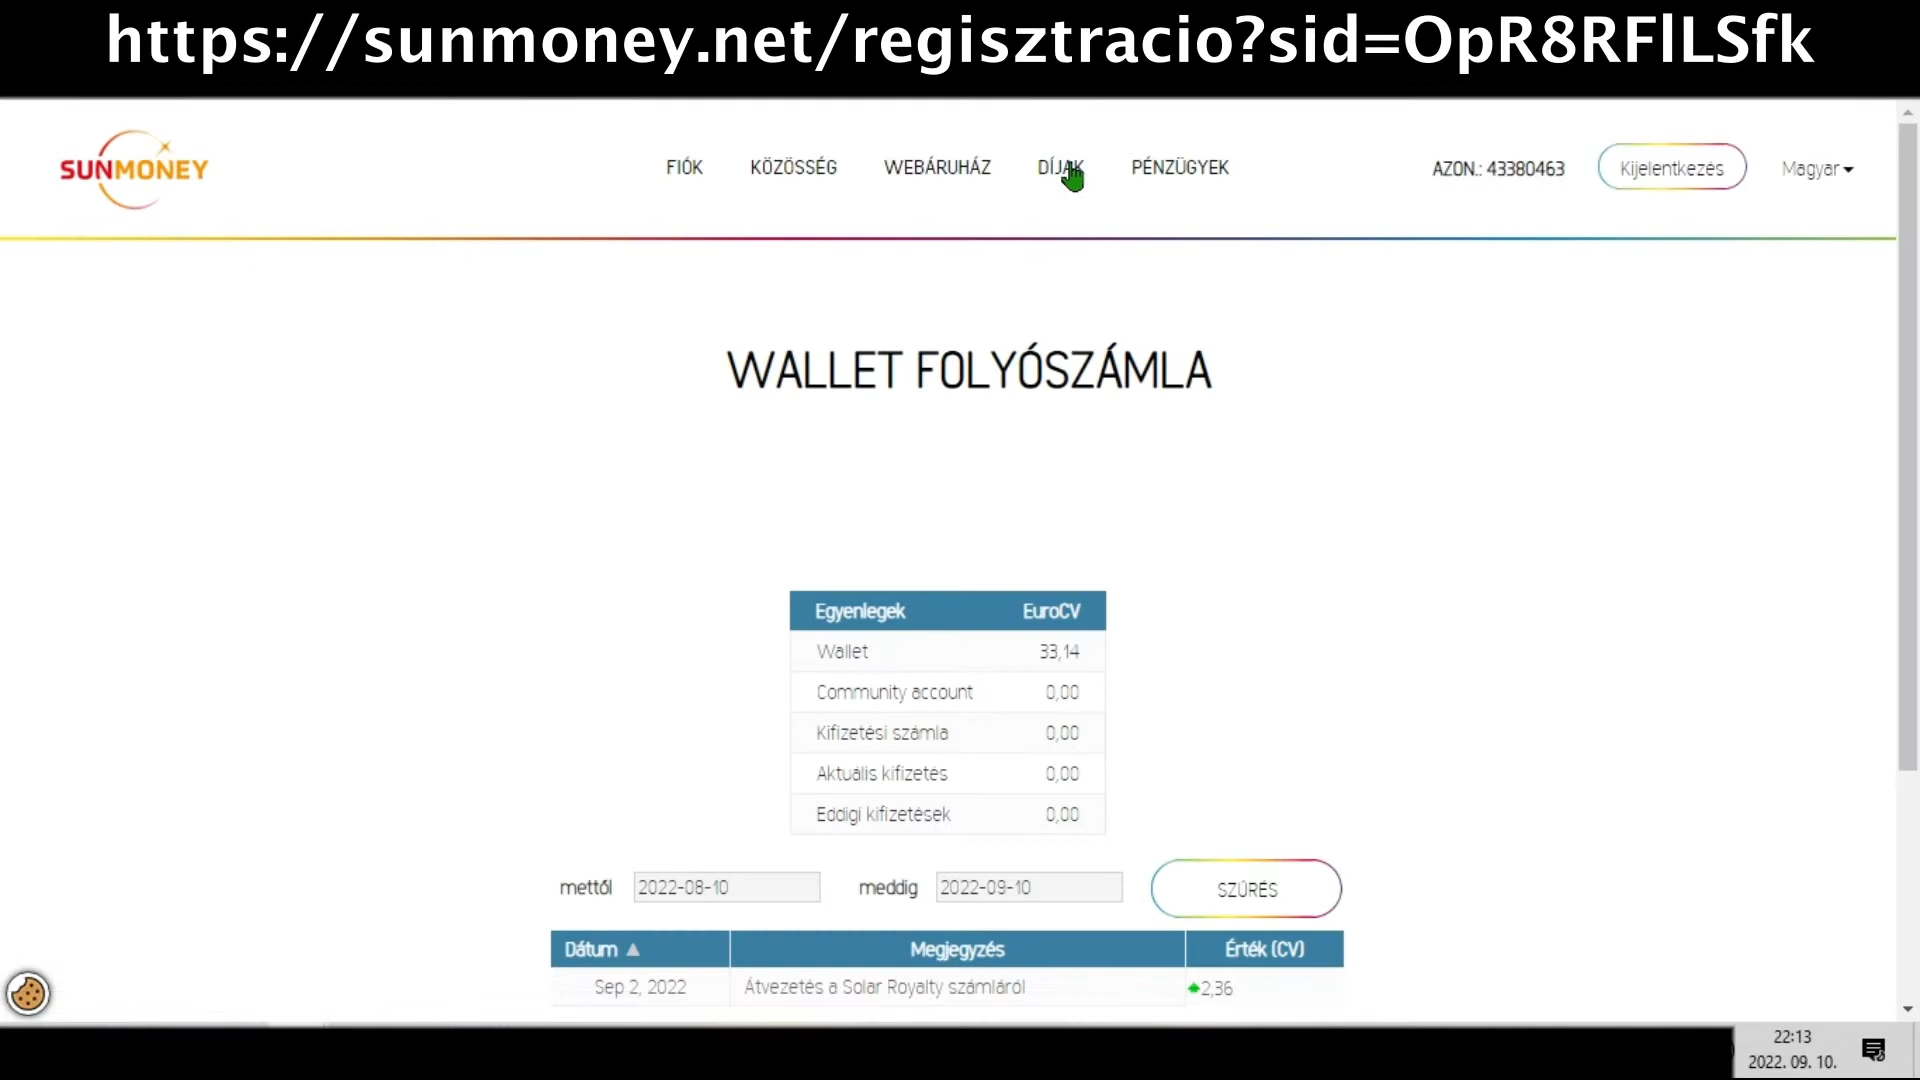 https://sunmoney.net/regisztracio?sid=OpR8RFlLSfk
SUNMONEY
FIÓK KÖZÖSSÉG WEBÁRUHÁZ DÍJAK PÉNZÜGYEK
AZON.: 43380463 Kijelentkezés Magyar
WALLET FOLYÓSZÁMLA
Egyenlegek EuroCV
Wallet 33,14
Community account 0,00
Kifizetési számla 0,00
Aktuális kifizetés 0,00
Eddigi kifizetések 0,00
mettől 2022-08-10 meddig 2022-09-10 SZŰRÉS
Dátum Megjegyzés Érték (CV)
Sep 2, 2022 Átvezetés a Solar Royalty számláról 2,36
22:13
2022. 09. 10.